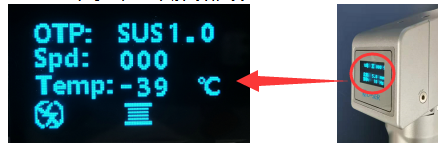 OTP: SUS1.0
Spd: 000
Temp: -39 ℃